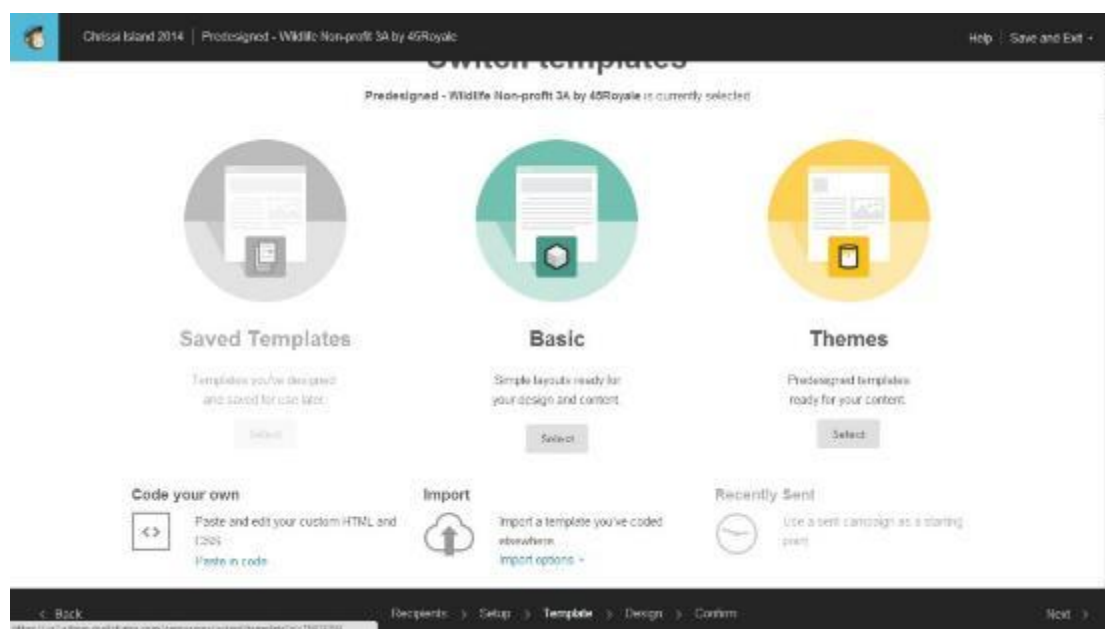 Chrissi Island 2014 | Predesigned - Wildlife Non-profit 3A by 45Royale
Help
Save and Exit
Switch templates
Predesigned - Wildlife Non-profit 3A by 45Royale is currently selected
Saved Templates
Templates you've designed
and saved for use later.
Select
Basic
Simple layouts ready for
your design and content.
Select
Themes
Predesigned templates
ready for your content.
Select
Code your own
Paste and edit your custom HTML and
CSS
Paste in code
Import
Import a template you've coded
elsewhere
Import options
Recently Sent
Use a sent campaign as a starting
point
< Back
Recipients > Setup > Template > Design > Confirm
Next >